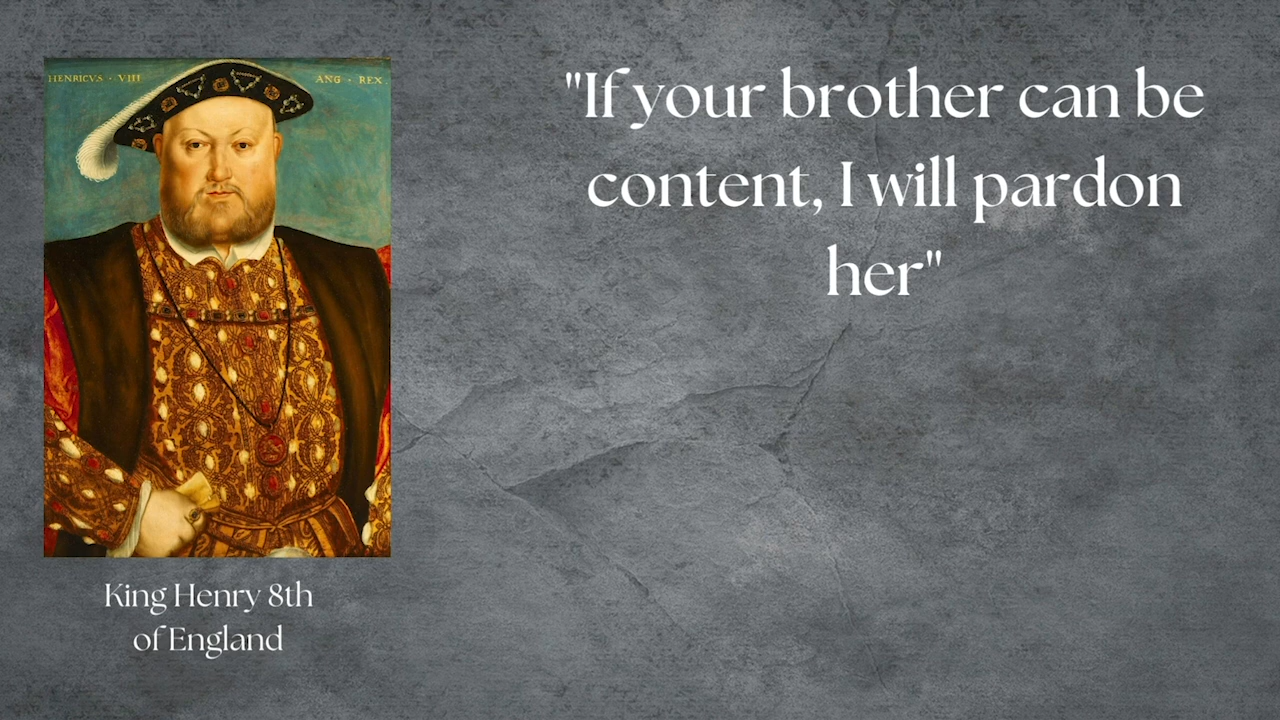 HENRICVS · VIII
ANG · REX
"If your brother can be
content, I will pardon
her"
King Henry 8th
of England